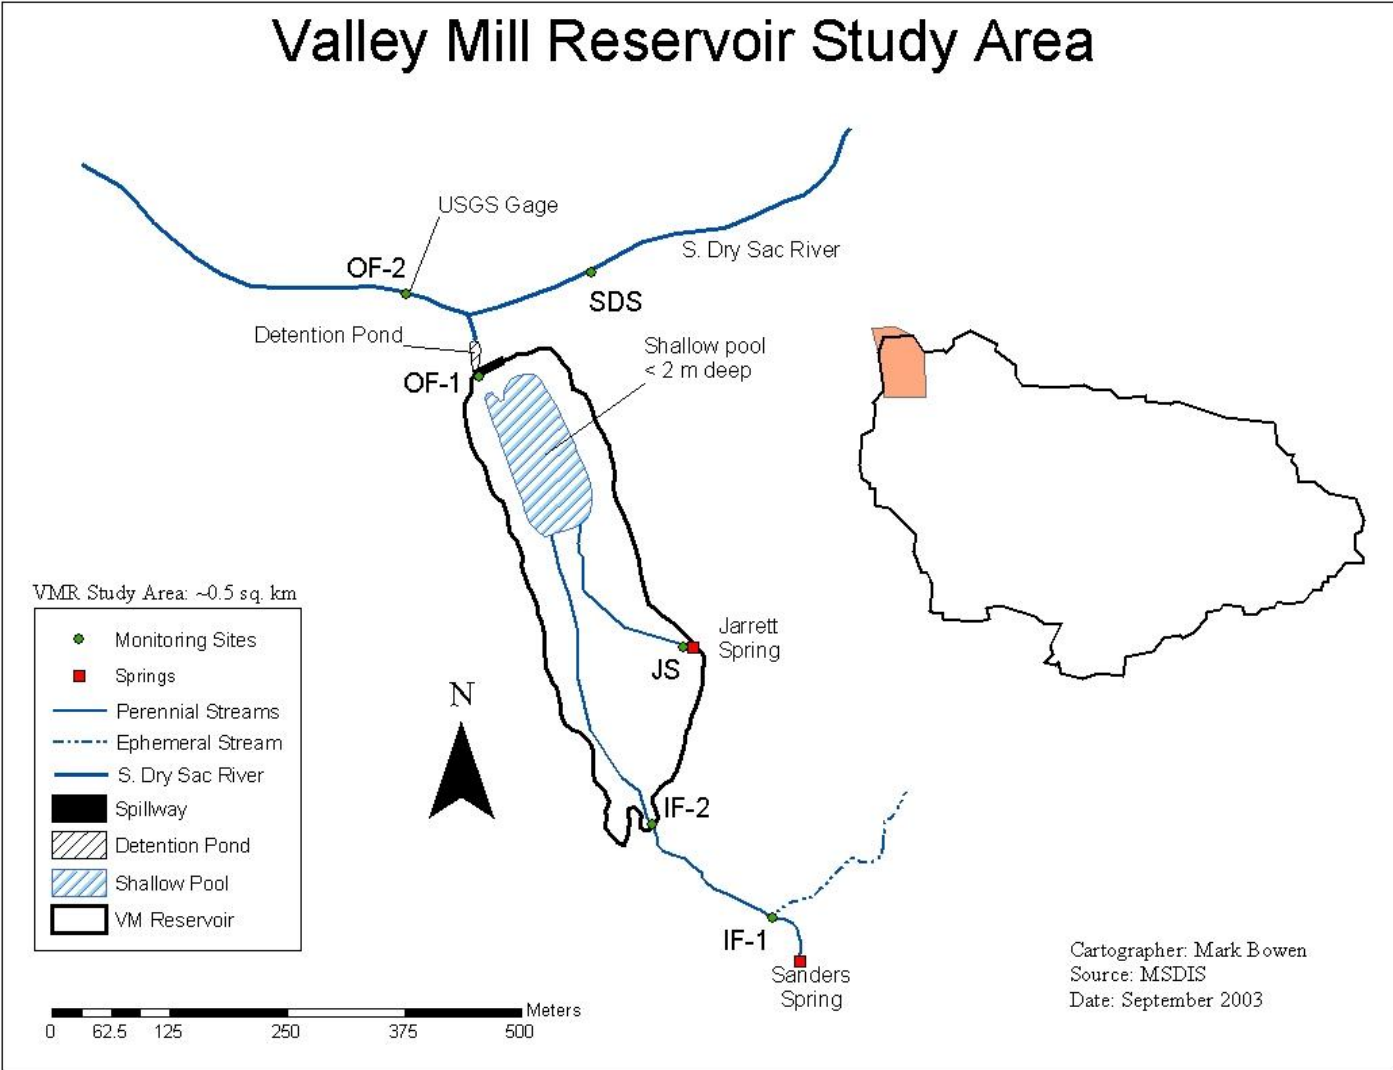 Valley Mill Reservoir Study Area
USGS Gage
OF-2
S. Dry Sac River
SDS
Detention Pond
Shallow pool
< 2 m deep
OF-1
VMR Study Area: ~0.5 sq. km
Monitoring Sites
Springs
Perennial Streams
Ephemeral Stream
S. Dry Sac River
Spillway
Detention Pond
Shallow Pool
VM Reservoir
N
Jarrett
Spring
JS
IF-2
IF-1
Sanders
Spring
Cartographer: Mark Bowen
Source: MSDIS
Date: September 2003
Meters
0 62.5 125 250 375 500